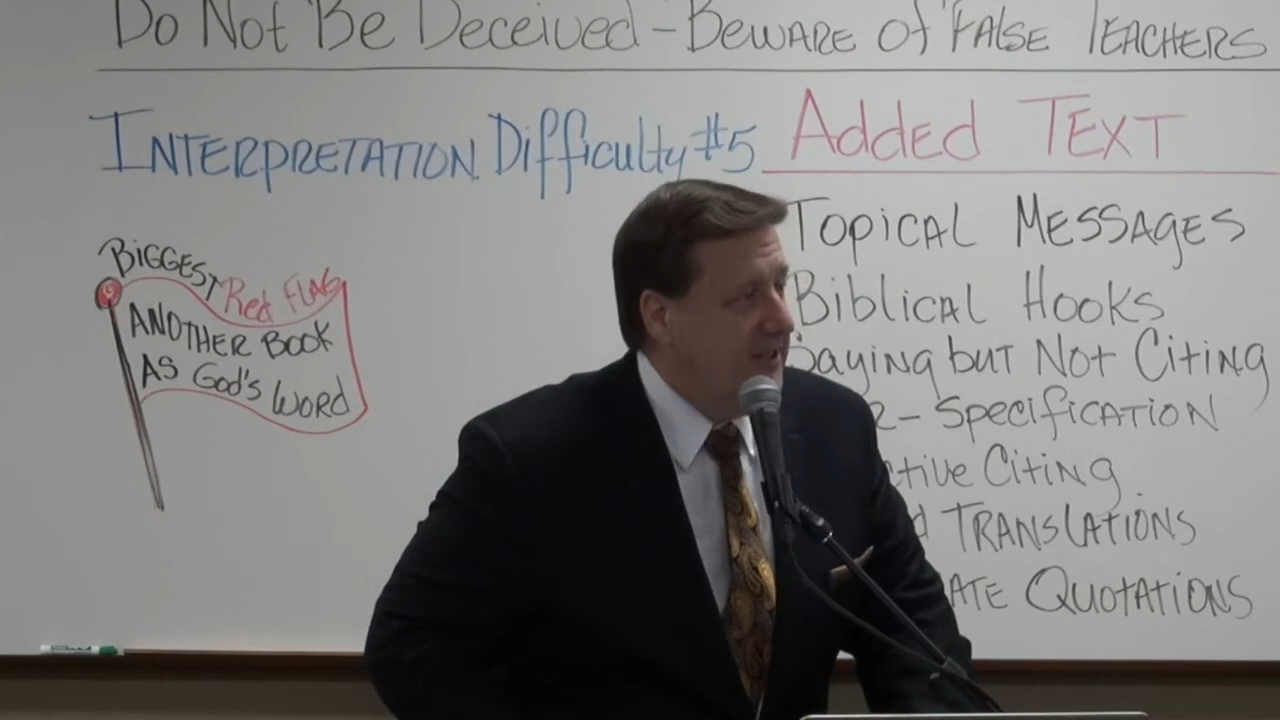 Do Not Be Deceived - Beware of False Teachers
Interpretation Difficulty #5
Added Text
Biggest Red Flag
Another Book
As God's Word
Topical Messages
Biblical Hooks
Saying but Not Citing
- Specification
Citing
Translations
Quotations